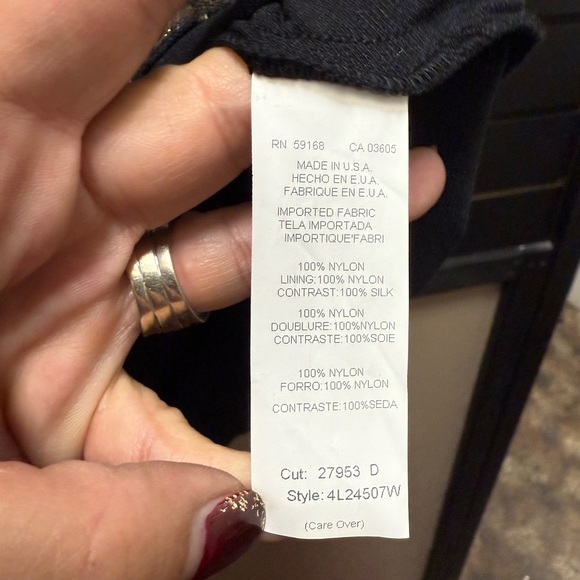 RN 59168 CA 03605
MADE IN U.S.A.
HECHO EN E.U.A.
FABRIQUE EN E.U.A.
IMPORTED FABRIC
TELA IMPORTADA
IMPORTIQUE'FABRI
100% NYLON
LINING:100% NYLON
CONTRAST:100% SILK
100% NYLON
DOUBLURE:100%NYLON
CONTRASTE:100%SOIE
100% NYLON
FORRO:100% NYLON
CONTRASTE:100%SEDA
Cut: 27953 D
Style:4L24507W
(Care Over)